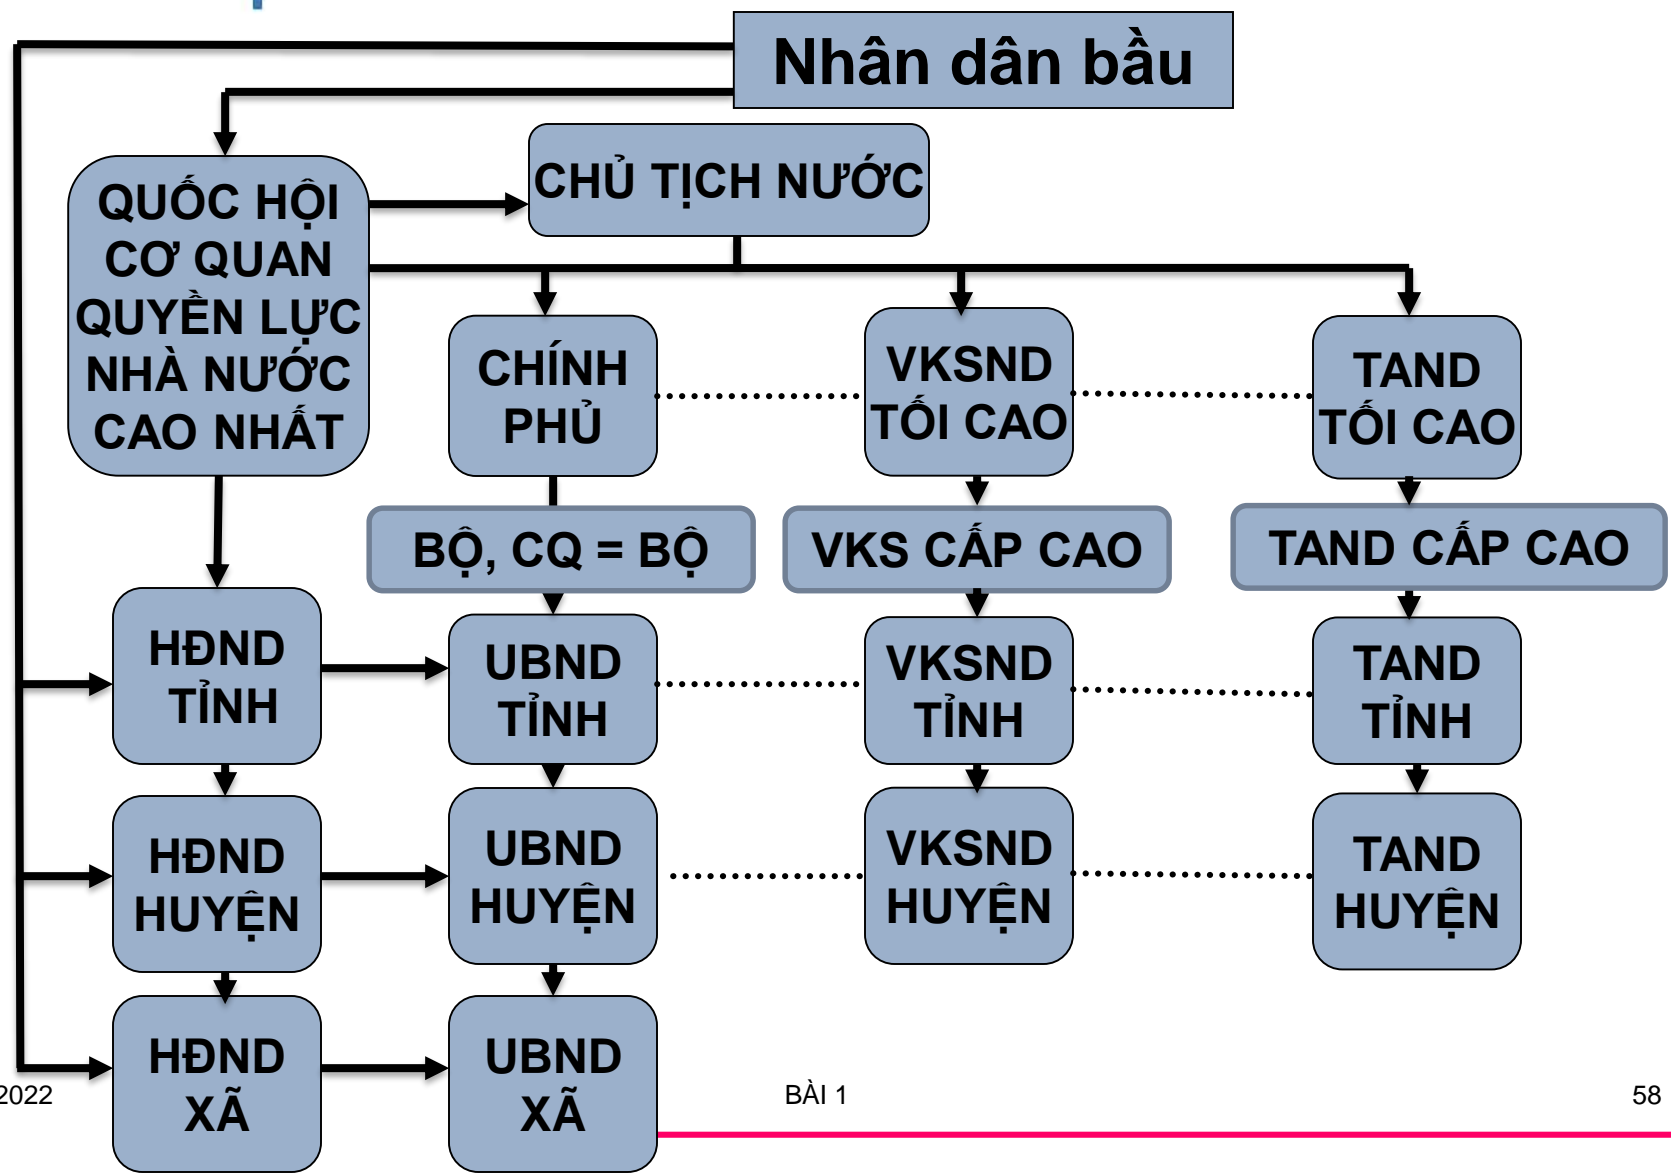 Nhân dân bầu
CHỦ TỊCH NƯỚC
QUỐC HỘI
CƠ QUAN
QUYỀN LỰC
NHÀ NƯỚC
CAO NHẤT
CHÍNH
PHỦ
VKSND
TỐI CAO
TAND
TỐI CAO
BỘ, CQ = BỘ
VKS CẤP CAO
TAND CẤP CAO
HĐND
TỈNH
UBND
TỈNH
VKSND
TỈNH
TAND
TỈNH
HĐND
HUYỆN
UBND
HUYỆN
VKSND
HUYỆN
TAND
HUYỆN
HĐND
XÃ
UBND
XÃ
2022
BÀI 1
58